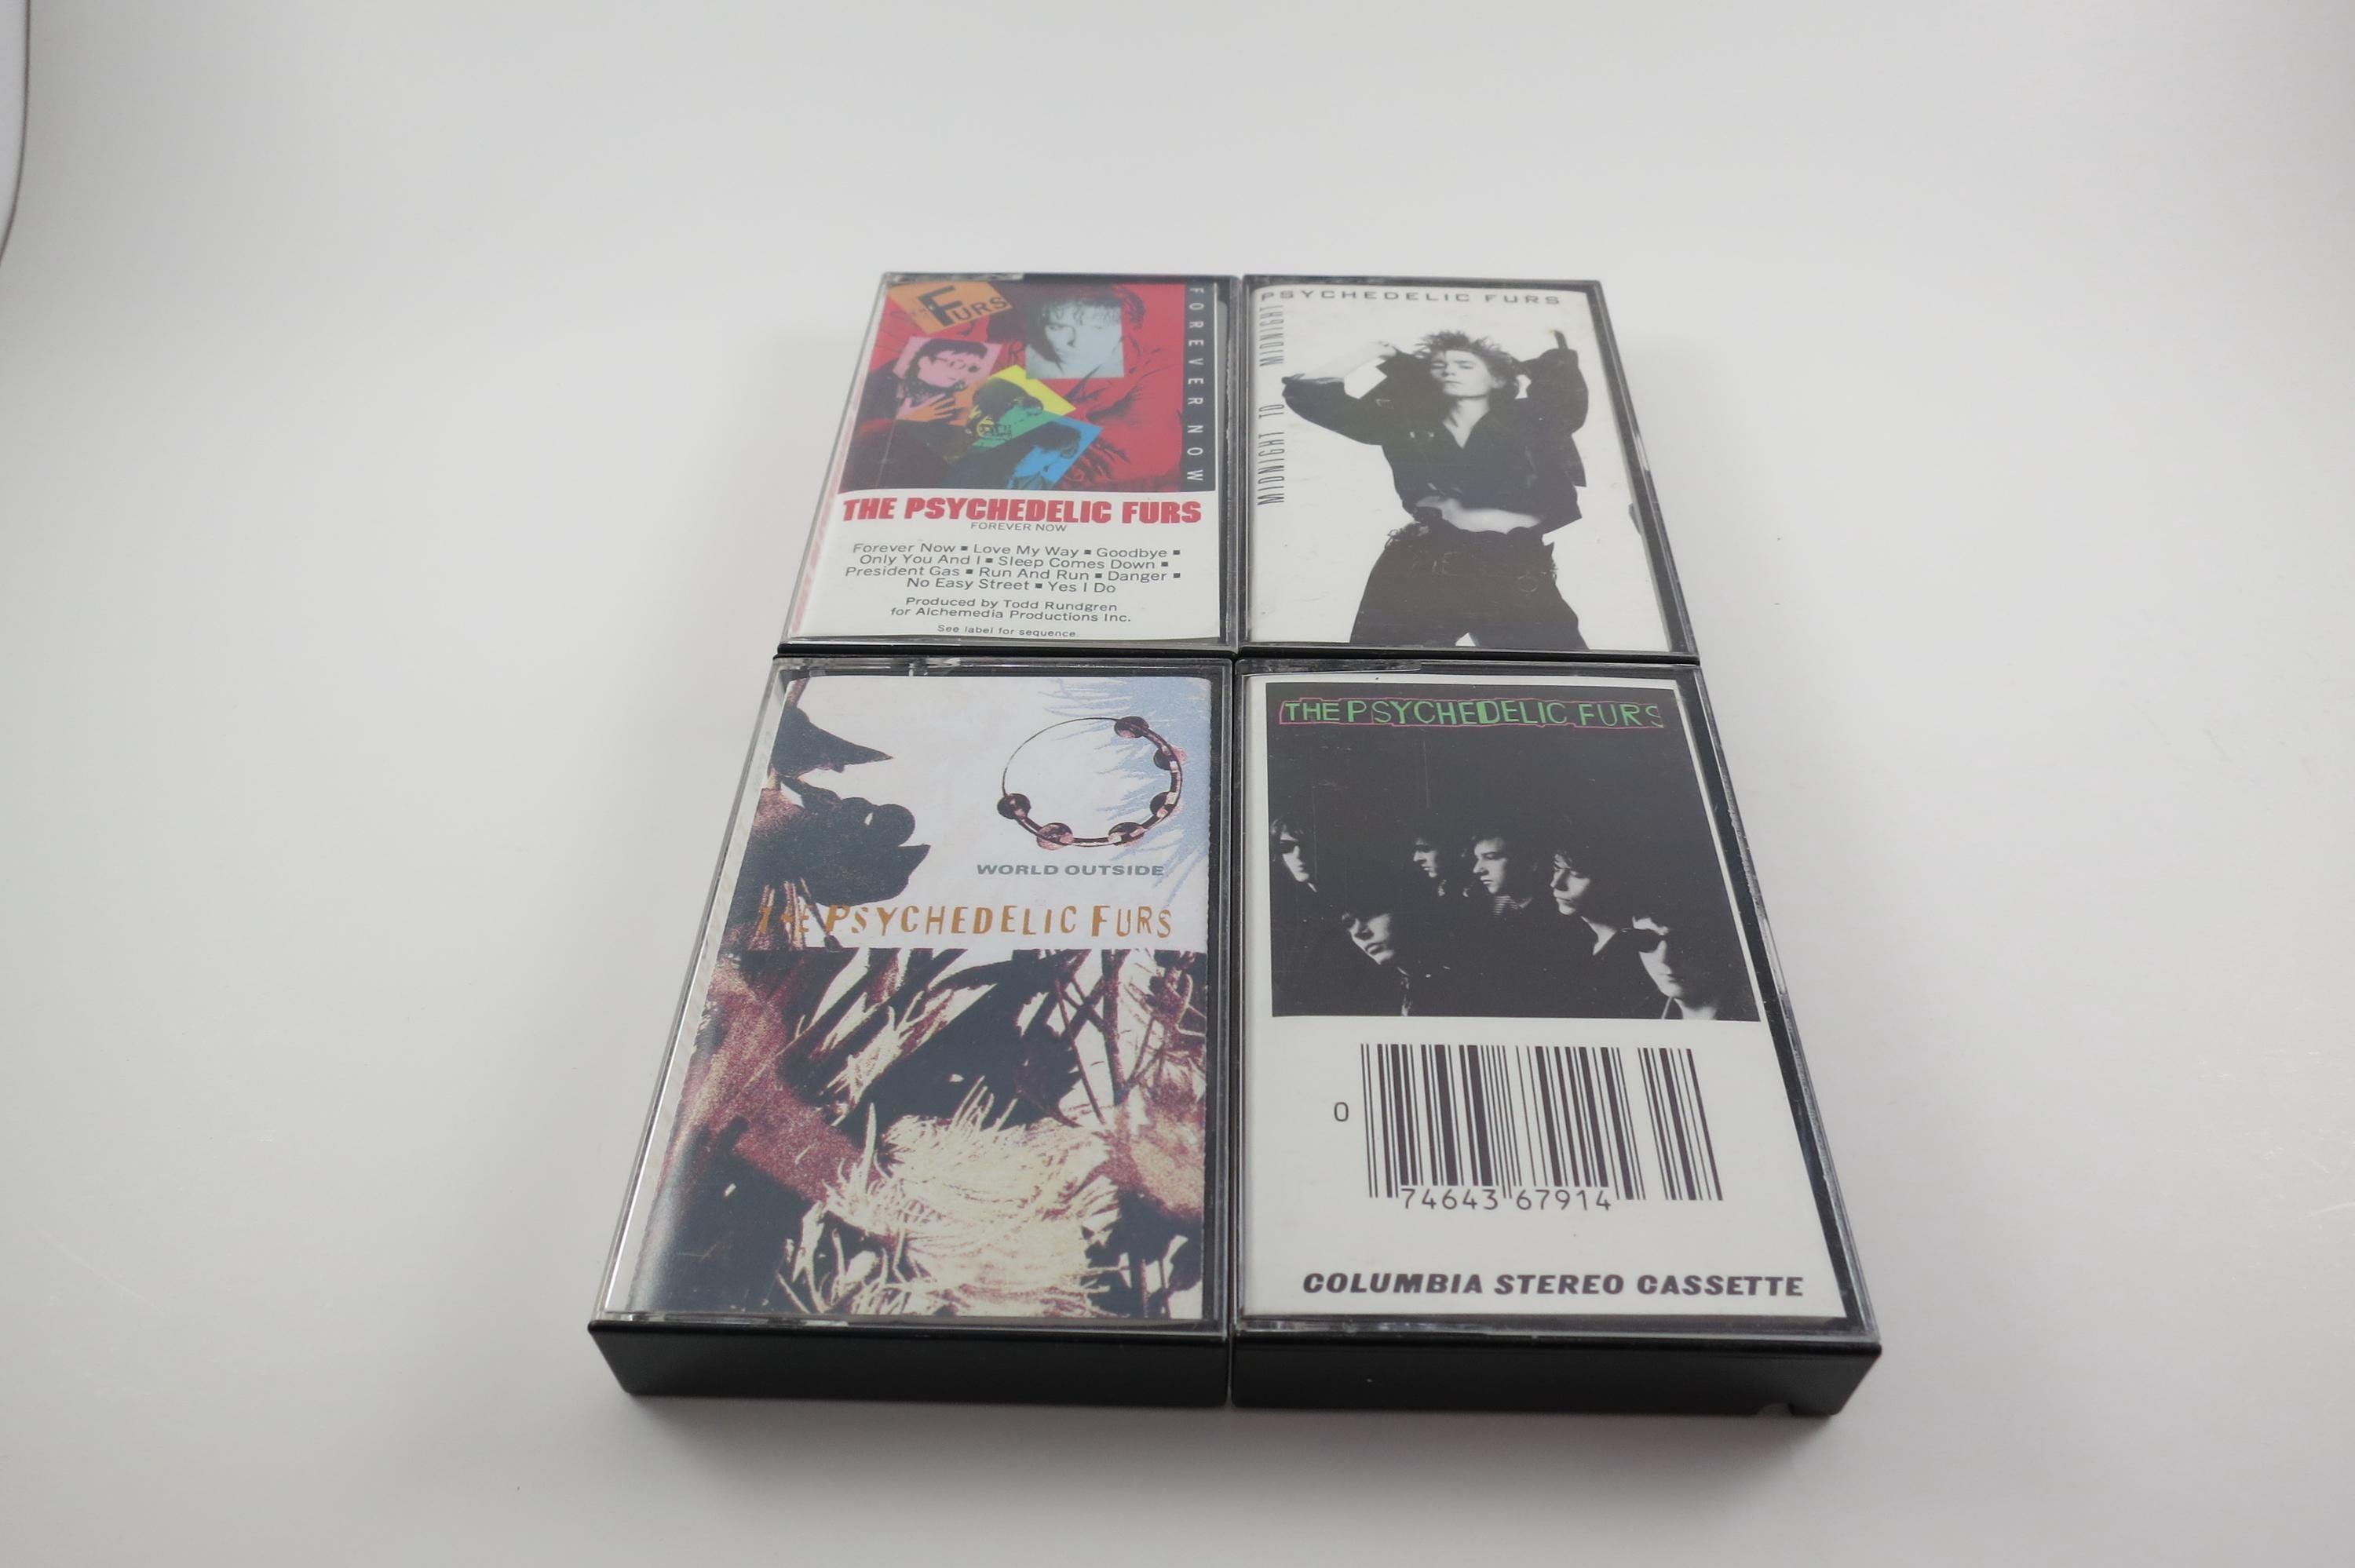 FURS
FOREVER NOW
THE PSYCHEDELIC FURS
FOREVER NOW
Forever Now ▪ Love My Way ▪ Goodbye ▪
Only You And I ▪ Sleep Comes Down ▪
President Gas ▪ Run And Run ▪ Danger ▪
No Easy Street ▪ Yes I Do
Produced by Todd Rundgren
for Alchemedia Productions Inc.
See label for sequence.
PSYCHEDELIC FURS
MIDNIGHT TO MIDNIGHT
WORLD OUTSIDE
THE PSYCHEDELIC FURS
THE PSYCHEDELIC FURS
0 74643 67914
COLUMBIA STEREO CASSETTE